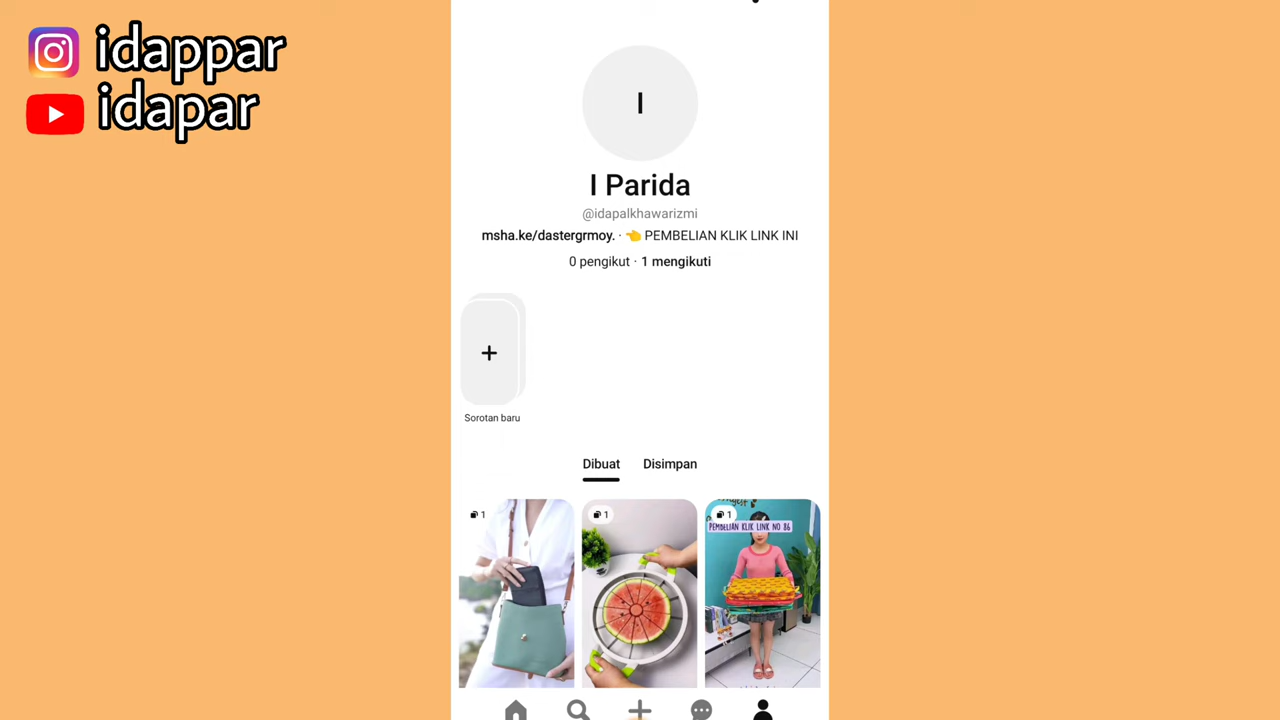 idappar
idapar
I
I Parida
@idapalkhawarizmi
msha.ke/dastergrmoy. · 👈 PEMBELIAN KLIK LINK INI
0 pengikut · 1 mengikuti
Sorotan baru
Dibuat Disimpan
1
1
1
PEMBELIAN KLIK LINK NO 86